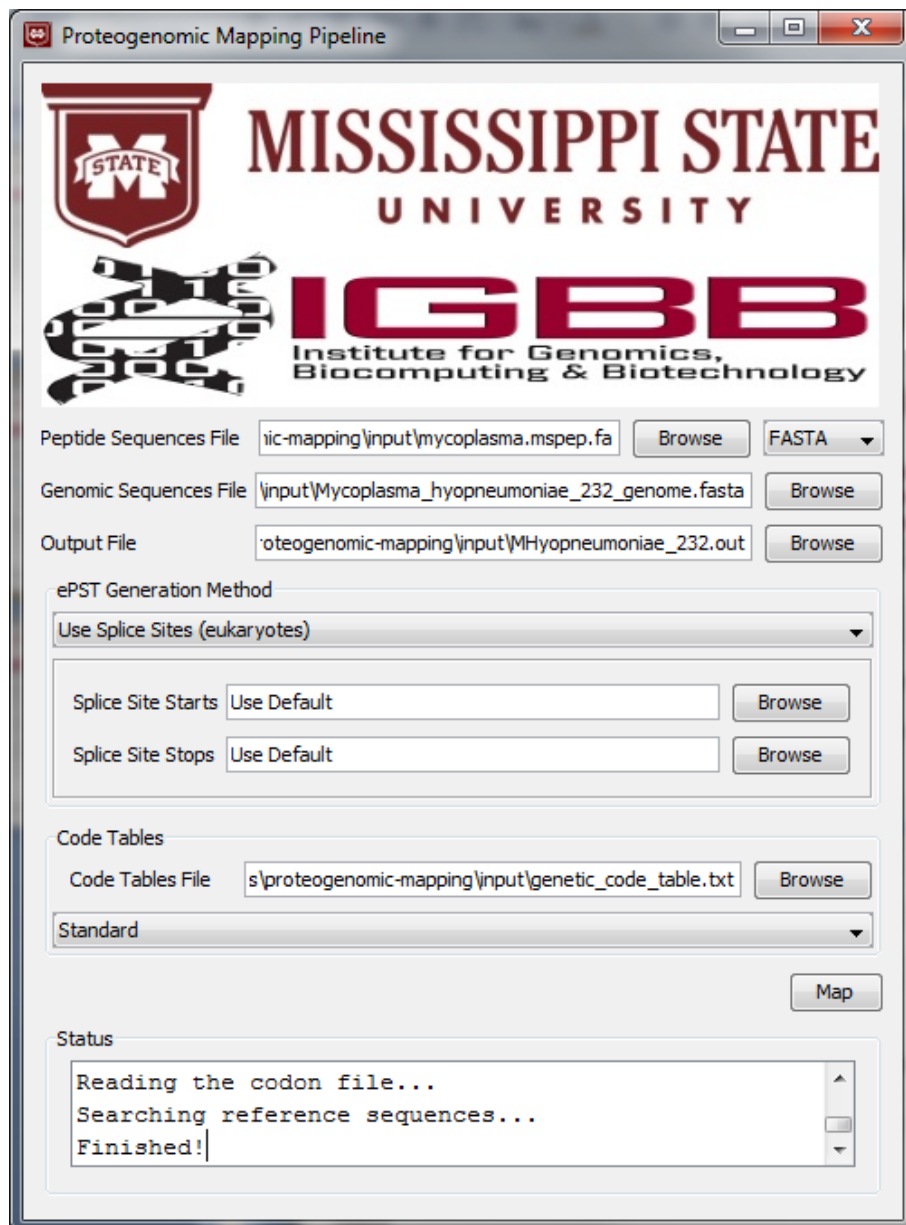 Proteogenomic Mapping Pipeline
STATE
MISSISSIPPI STATE
UNIVERSITY
IGBB
Institute for Genomics,
Biocomputing & Biotechnology
Peptide Sequences File ic-mapping\input\mycoplasma.mspep.fa Browse FASTA
Genomic Sequences File \input\Mycoplasma_hyopneumoniae_232_genome.fasta Browse
Output File oteogenomic-mapping\input\MHyopneumoniae_232.out Browse
ePST Generation Method
Use Splice Sites (eukaryotes)
Splice Site Starts Use Default Browse
Splice Site Stops Use Default Browse
Code Tables
Code Tables File s\proteogenomic-mapping\input\genetic_code_table.txt Browse
Standard
Map
Status
Reading the codon file...
Searching reference sequences...
Finished!